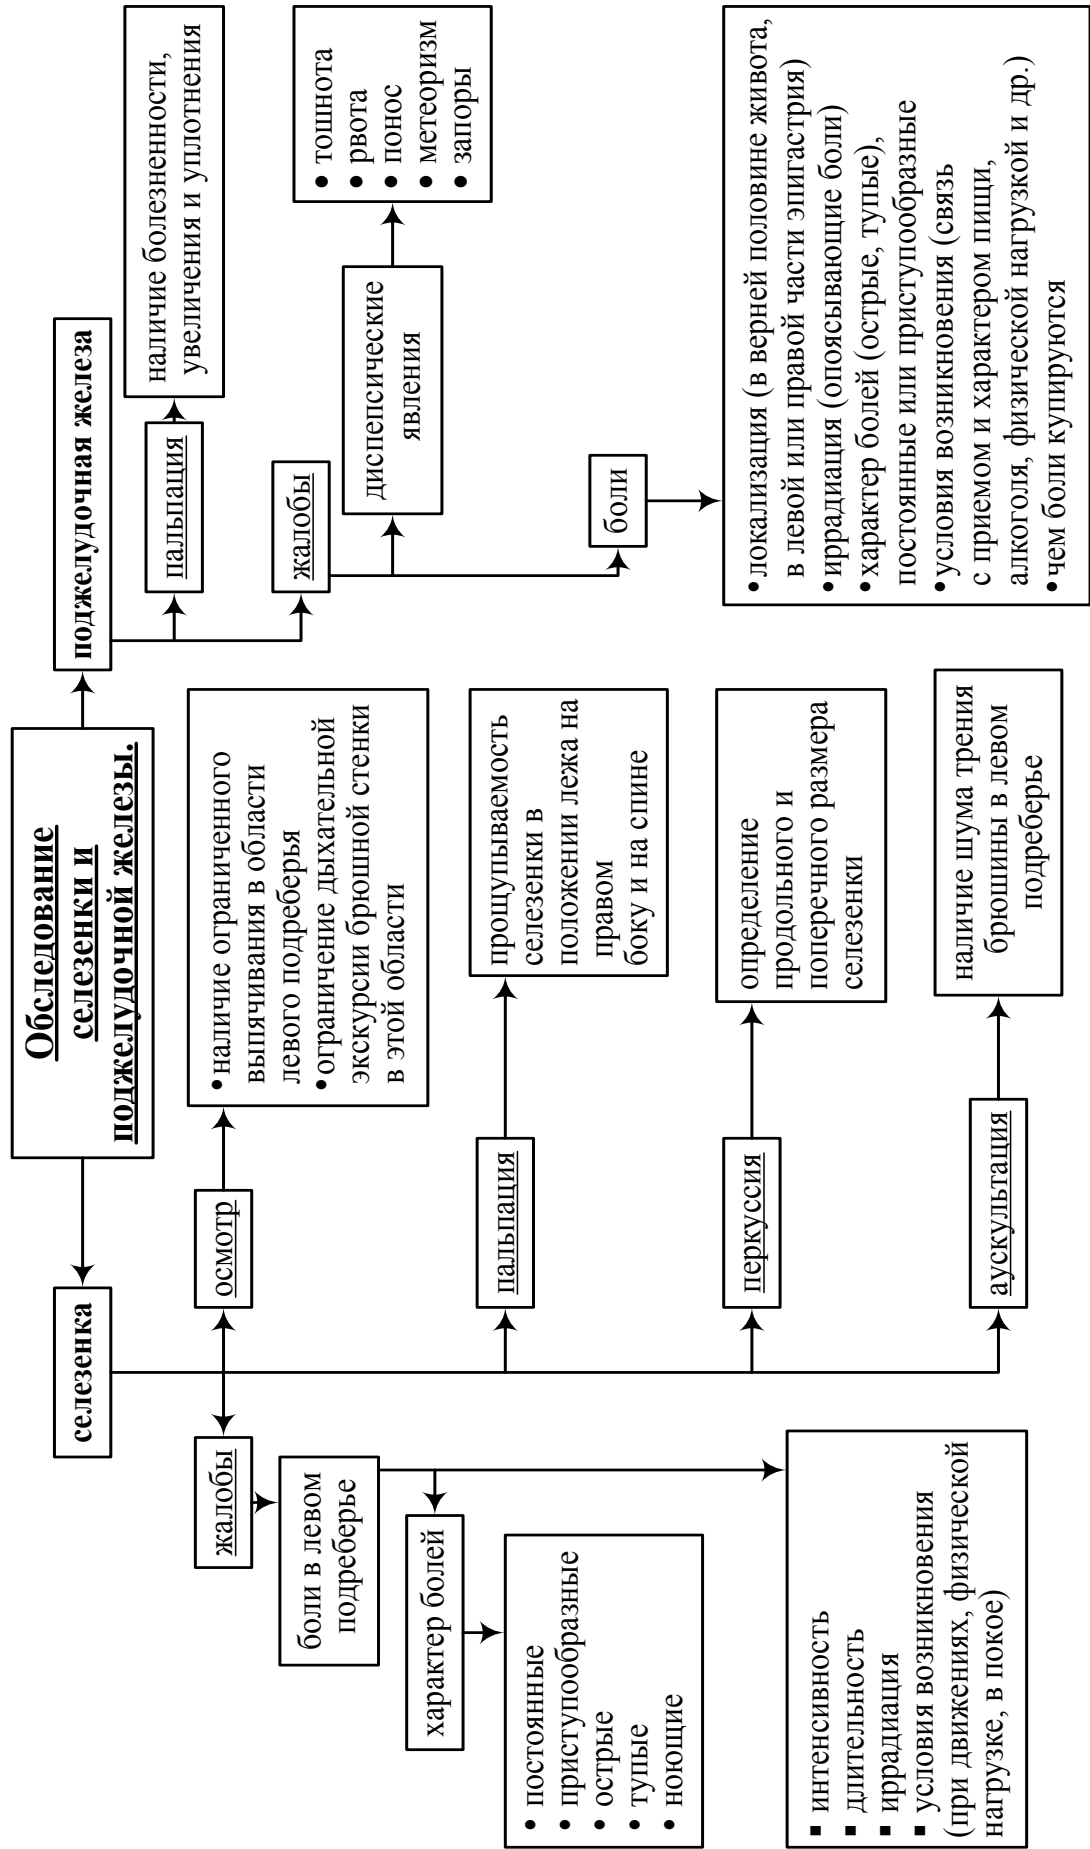 Обследование
селезенки и
поджелудочной железы.
селезенка
жалобы
боли в левом
подреберье
характер болей
• постоянные
• приступообразные
• острые
• тупые
• ноющие
▪ интенсивность
▪ длительность
▪ иррадиация
▪ условия возникновения
(при движениях, физической
нагрузке, в покое)
осмотр
• наличие ограниченного
выпячивания в области
левого подреберья
• ограничение дыхательной
экскурсии брюшной стенки
в этой области
пальпация
прощупываемость
селезенки в
положении лежа на
правом
боку и на спине
перкуссия
определение
продольного и
поперечного размера
селезенки
аускультация
наличие шума трения
брюшины в левом
подреберье
поджелудочная железа
пальпация
наличие болезненности,
увеличения и уплотнения
жалобы
диспепсические
явления
• тошнота
• рвота
• понос
• метеоризм
• запоры
боли
• локализация (в верней половине живота,
в левой или правой части эпигастрия)
• иррадиация (опоясывающие боли)
• характер болей (острые, тупые),
постоянные или приступообразные
• условия возникновения (связь
с приемом и характером пищи,
алкоголя, физической нагрузкой и др.)
• чем боли купируются